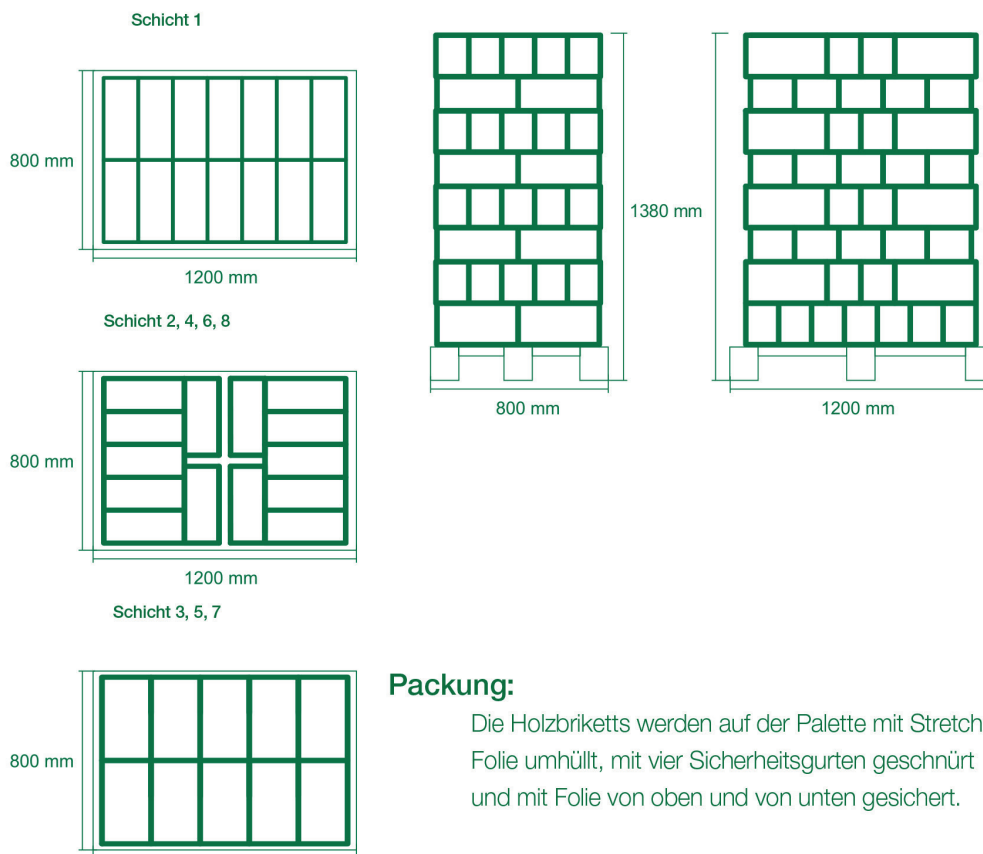 Schicht 1
800 mm
1200 mm
Schicht 2, 4, 6, 8
800 mm
1200 mm
Schicht 3, 5, 7
800 mm
1380 mm
800 mm
1200 mm
Packung:
Die Holzbriketts werden auf der Palette mit Stretch
Folie umhüllt, mit vier Sicherheitsgurten geschnürt
und mit Folie von oben und von unten gesichert.